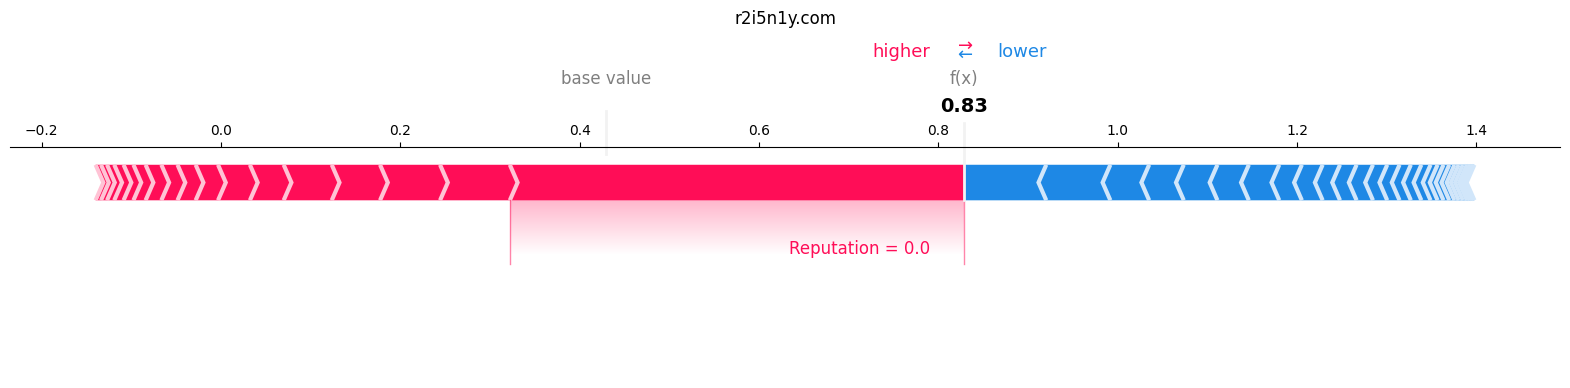 r2i5n1y.com
higher → ← lower
base value f(x)
0.83
−0.2 0.0 0.2 0.4 0.6 0.8 1.0 1.2 1.4
Reputation = 0.0